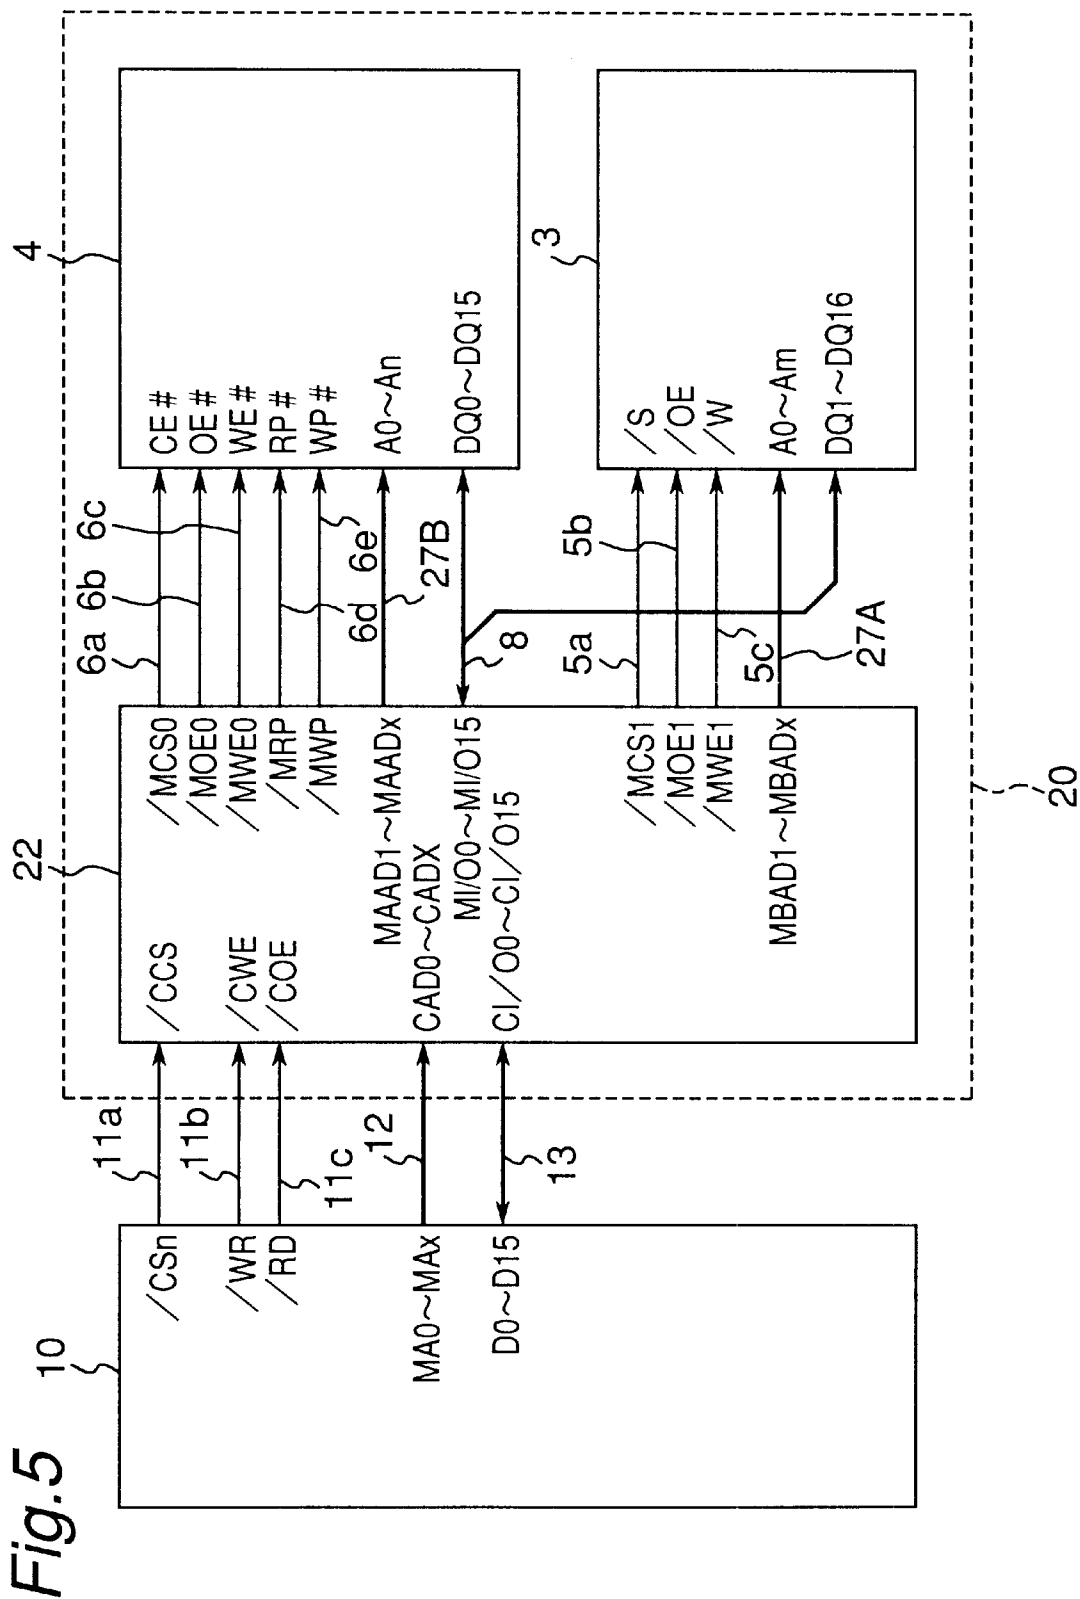 Fig.5
10
/CSn
/WR
/RD
MA0~MAx
D0~D15
11a
11b
11c
12
13
22
/CCS
/CWE
/COE
CAD0~CADX
CI/O0~CI/O15
/MCS0
/MOE0
/MWE0
/MRP
/MWP
MAAD1~MAADx
MI/O0~MI/O15
/MCS1
/MOE1
/MWE1
MBAD1~MBADx
20
6a
6b
6c
6d
6e
27B
8
5a
5b
5c
27A
4
CE#
OE#
WE#
RP#
WP#
A0~An
DQ0~DQ15
3
/S
/OE
/W
A0~Am
DQ1~DQ16